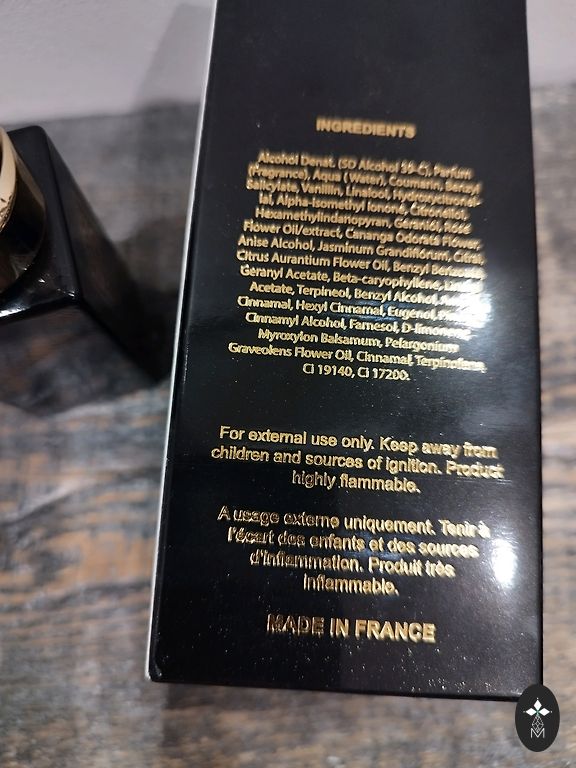 INGREDIENTS
Alcohol Denat. (SD Alcohol 39-C), Parfum
(Fragrance), Aqua (Water), Coumarin, Benzyl
Salicylate, Vanillin, Linalool, Hydroxycitronel-
lal, Alpha-Isomethyl Ionone, Citronellol,
Hexamethylindanopyran, Geraniol, Rose
Flower Oil/extract, Cananga Odorata Flower,
Anise Alcohol, Jasminum Grandiflorum, Citral,
Citrus Aurantium Flower Oil, Benzyl Benzoate,
Geranyl Acetate, Beta-caryophyllene,
Acetate, Terpineol, Benzyl Alcohol,
Cinnamal, Hexyl Cinnamal, Eugenol,
Cinnamyl Alcohol, Farnesol, D-limonene,
Myroxylon Balsamum, Pelargonium
Graveolens Flower Oil, Cinnamal, Terpinolene,
Ci 19140, Ci 17200.
For external use only. Keep away from
children and sources of ignition. Product
highly flammable.
A usage externe uniquement. Tenir à
l'écart des enfants et des sources
d'inflammation. Produit très
inflammable.
MADE IN FRANCE
M